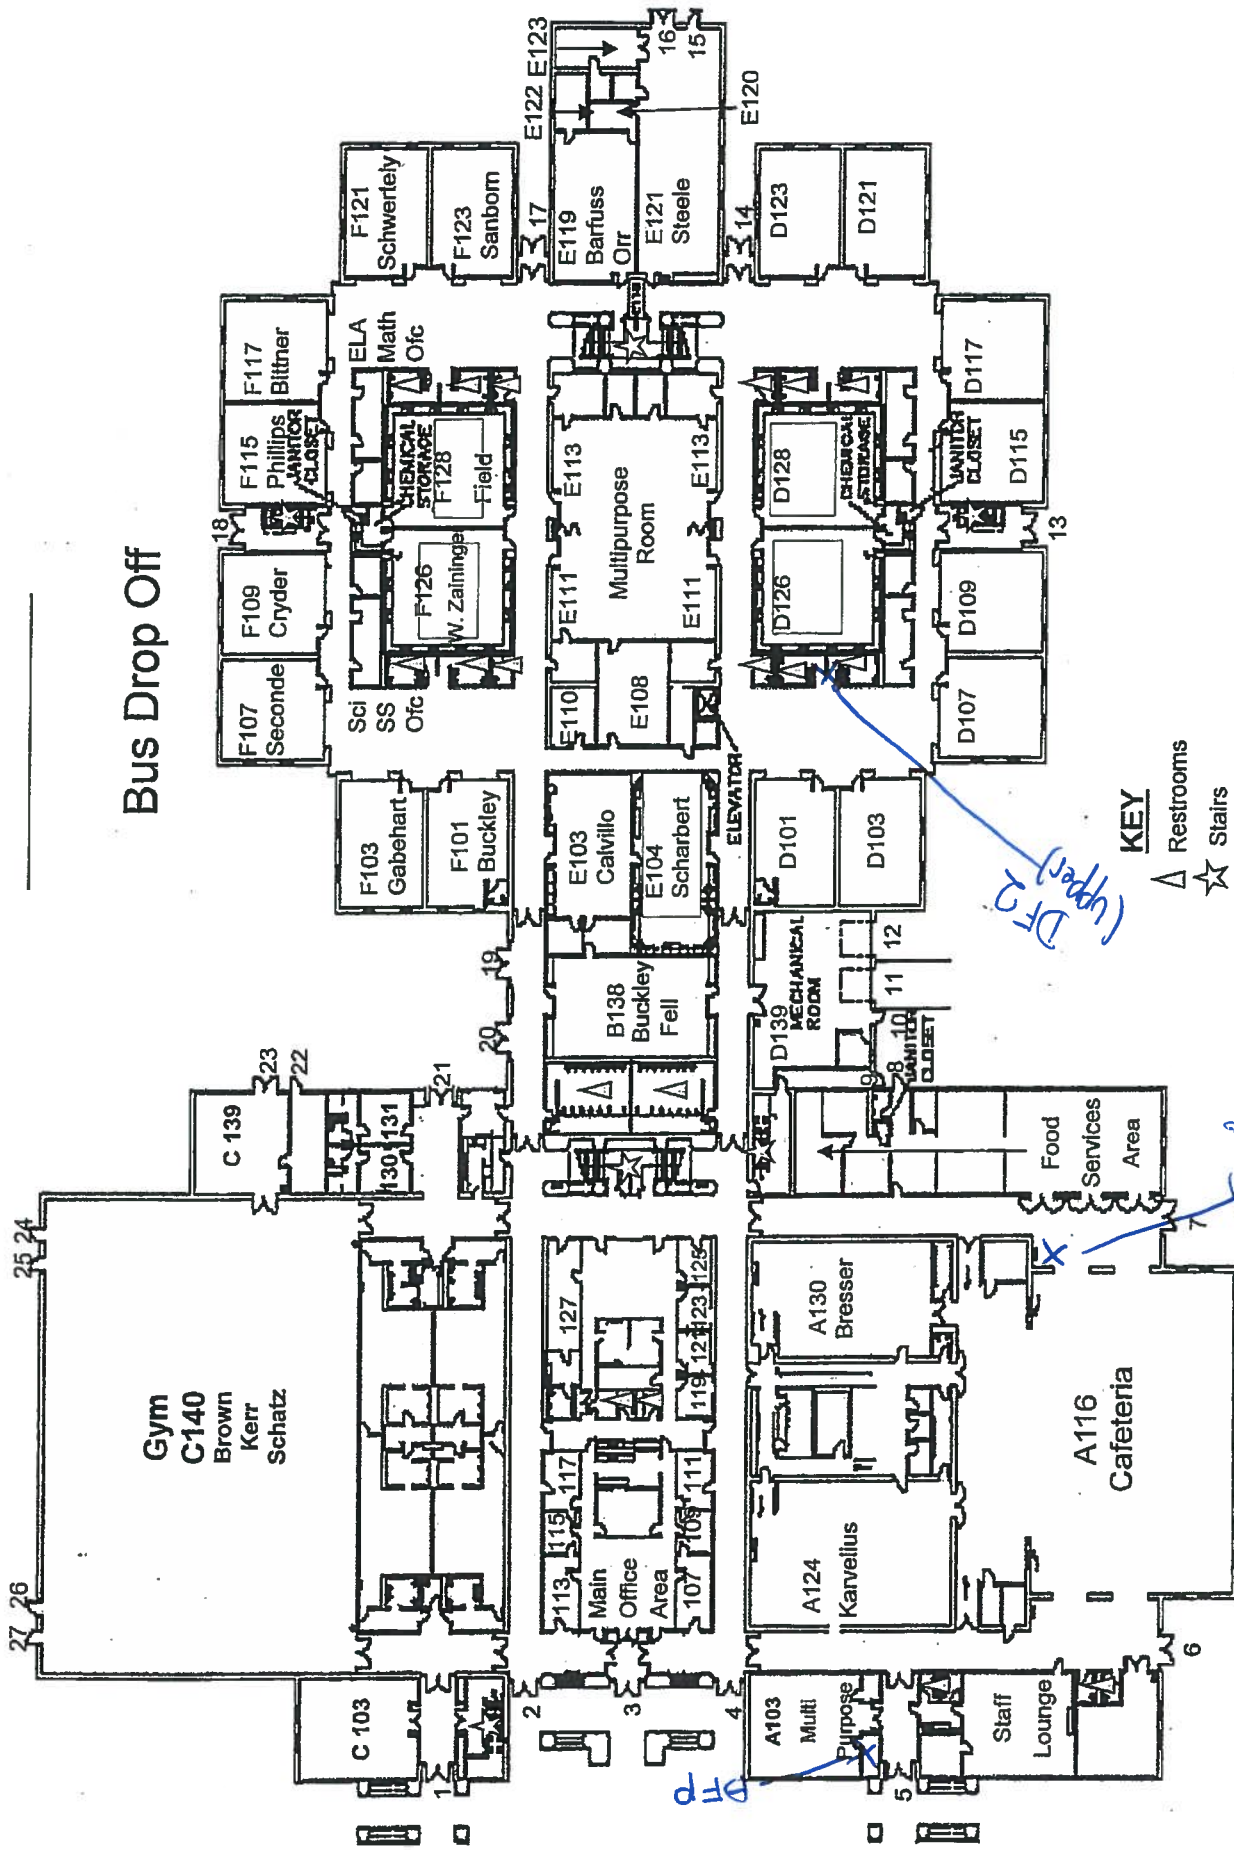 Bus Drop Off
F107
Seconde
F109
Cryder
18
F115
Phillips
JANITOR
CLOSET
F117
Bittner
F103
Gabehart
F101
Buckley
Sci
SS
Ofc
F126
W. Zaininger
CHEMICAL
STORAGE
F128
Field
ELA
Math
Ofc
F121
Schwertely
F123
Sanborn
17
E103
Calvillo
E104
Scharbert
E110
E108
ELEVATOR
E111
E113
Multipurpose
Room
E111
E113
E119
Barfuss
Orr
E121
Steele
E122
E123
E120
16
15
14
D101
D103
D126
D128
CHEMICAL
STORAGE
JANITOR
CLOSET
D123
D121
D107
D109
13
D115
D117
19
20
B138
Buckley
Fell
D139
MECHANICAL
ROOM
12
11
10
JANITOR
CLOSET
9
8
Food
Services
Area
7
C 139
23
22
21
130
131
24
25
26
27
Gym
C140
Brown
Kerr
Schatz
C 103
1
2
3
4
5
6
113
115
117
127
Main
Office
Area
107
109
111
119
121
123
125
A103
Multi
Purpose
A124
Karvelius
A130
Bresser
A116
Cafeteria
Staff
Lounge
BFP
DF2
(upper)
KEY
Restrooms
Stairs